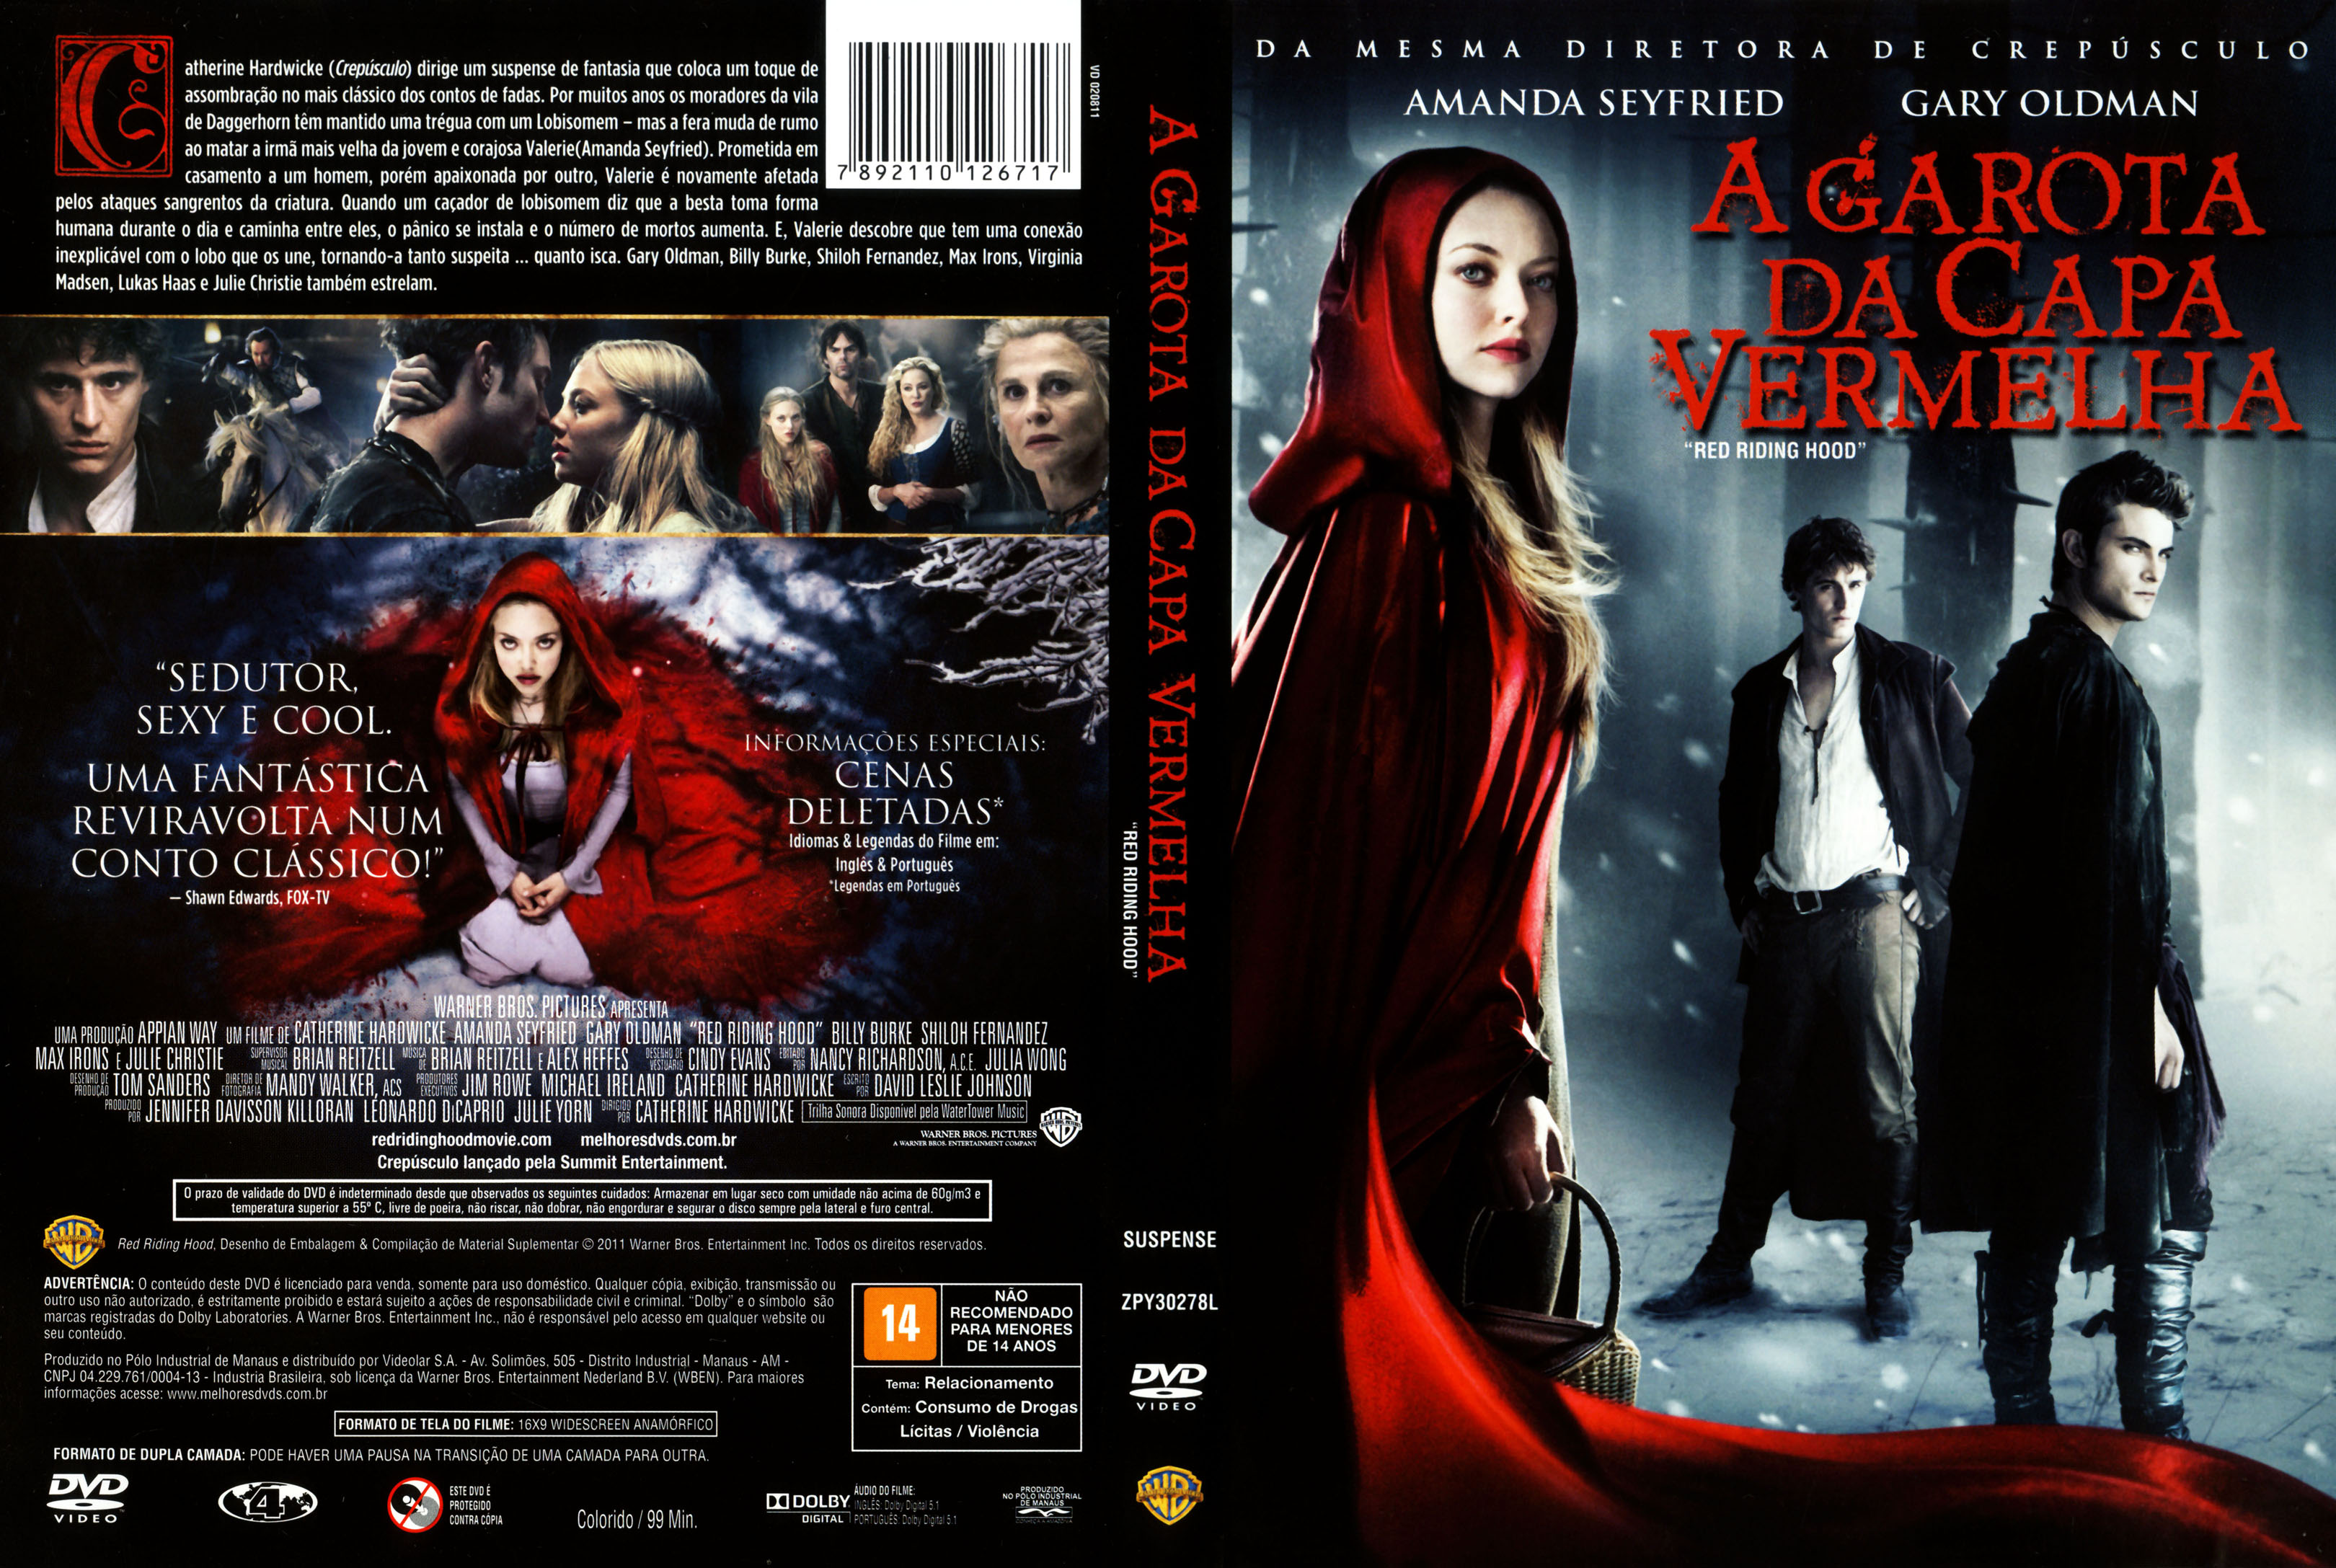 Catherine Hardwicke (Crepúsculo) dirige um suspense de fantasia que coloca um toque de
assombração no mais clássico dos contos de fadas. Por muitos anos os moradores da vila
de Daggerhorn têm mantido uma trégua com um Lobisomem – mas a fera muda de rumo
ao matar a irmã mais velha da jovem e corajosa Valerie(Amanda Seyfried). Prometida em
casamento a um homem, porém apaixonada por outro, Valerie é novamente afetada
pelos ataques sangrentos da criatura. Quando um caçador de lobisomem diz que a besta toma forma
humana durante o dia e caminha entre eles, o pânico se instala e o número de mortos aumenta. E, Valerie descobre que tem uma conexão
inexplicável com o lobo que os une, tornando-a tanto suspeita ... quanto isca. Gary Oldman, Billy Burke, Shiloh Fernandez, Max Irons, Virginia
Madsen, Lukas Haas e Julie Christie também estrelam.
7 892110 126717
VD 020811
“SEDUTOR,
SEXY E COOL.
UMA FANTÁSTICA
REVIRAVOLTA NUM
CONTO CLÁSSICO!”
– Shawn Edwards, FOX-TV
INFORMAÇÕES ESPECIAIS:
CENAS
DELETADAS*
Idiomas & Legendas do Filme em:
Inglês & Português
*Legendas em Português
WARNER BROS. PICTURES APRESENTA
UMA PRODUÇÃO APPIAN WAY UM FILME DE CATHERINE HARDWICKE AMANDA SEYFRIED GARY OLDMAN “RED RIDING HOOD” BILLY BURKE SHILOH FERNANDEZ
MAX IRONS E JULIE CHRISTIE SUPERVISOR MUSICAL BRIAN REITZELL MÚSICA DE BRIAN REITZELL E ALEX HEFFES DESENHO DE VESTUÁRIO CINDY EVANS EDITADO POR NANCY RICHARDSON, A.C.E. JULIA WONG
DESENHO DE PRODUÇÃO TOM SANDERS DIRETOR DE FOTOGRAFIA MANDY WALKER, ACS PRODUTORES EXECUTIVOS JIM ROWE MICHAEL IRELAND CATHERINE HARDWICKE ESCRITO POR DAVID LESLIE JOHNSON
PRODUZIDO POR JENNIFER DAVISSON KILLORAN LEONARDO DiCAPRIO JULIE YORN DIRIGIDO POR CATHERINE HARDWICKE Trilha Sonora Disponível pela WaterTower Music
redridinghoodmovie.com melhoresdvds.com.br
WARNER BROS. PICTURES
A WARNER BROS. ENTERTAINMENT COMPANY
Crepúsculo lançado pela Summit Entertainment.
O prazo de validade do DVD é indeterminado desde que observados os seguintes cuidados: Armazenar em lugar seco com umidade não acima de 60g/m3 e
temperatura superior a 55º C, livre de poeira, não riscar, não dobrar, não engordurar e segurar o disco sempre pela lateral e furo central.
Red Riding Hood, Desenho de Embalagem & Compilação de Material Suplementar © 2011 Warner Bros. Entertainment Inc. Todos os direitos reservados.
ADVERTÊNCIA: O conteúdo deste DVD é licenciado para venda, somente para uso doméstico. Qualquer cópia, exibição, transmissão ou
outro uso não autorizado, é estritamente proibido e estará sujeito a ações de responsabilidade civil e criminal. “Dolby” e o símbolo são
marcas registradas do Dolby Laboratories. A Warner Bros. Entertainment Inc., não é responsável pelo acesso em qualquer website ou
seu conteúdo.
Produzido no Pólo Industrial de Manaus e distribuído por Videolar S.A. - Av. Solimões, 505 - Distrito Industrial - Manaus - AM -
CNPJ 04.229.761/0004-13 - Industria Brasileira, sob licença da Warner Bros. Entertainment Nederland B.V. (WBEN). Para maiores
informações acesse: www.melhoresdvds.com.br
14
NÃO
RECOMENDADO
PARA MENORES
DE 14 ANOS
Tema: Relacionamento
Contém: Consumo de Drogas
Lícitas / Violência
FORMATO DE TELA DO FILME: 16X9 WIDESCREEN ANAMÓRFICO
FORMATO DE DUPLA CAMADA: PODE HAVER UMA PAUSA NA TRANSIÇÃO DE UMA CAMADA PARA OUTRA.
DVD
VIDEO
4
ESTE DVD É
PROTEGIDO
CONTRA CÓPIA
Colorido / 99 Min.
DOLBY
DIGITAL
ÁUDIO DO FILME:
INGLÊS: Dolby Digital 5.1
PORTUGUÊS: Dolby Digital 5.1
PRODUZIDO
NO PÓLO INDUSTRIAL
DE MANAUS
A GAROTA DA CAPA VERMELHA
“RED RIDING HOOD”
SUSPENSE
ZPY30278L
DVD
VIDEO
DA MESMA DIRETORA DE CREPÚSCULO
AMANDA SEYFRIED GARY OLDMAN
A GAROTA
DA CAPA
VERMELHA
“RED RIDING HOOD”